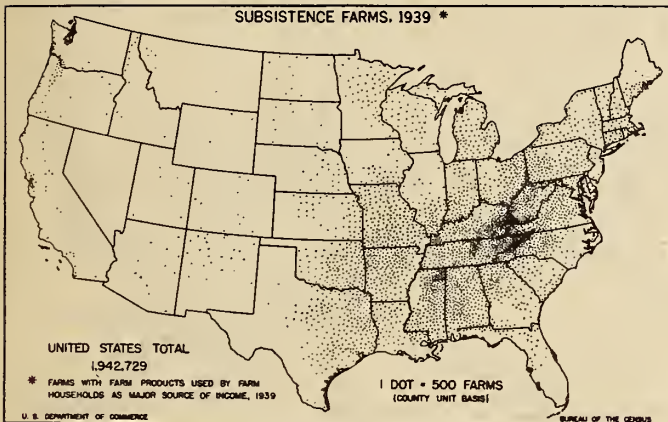 SUBSISTENCE FARMS, 1939 *
UNITED STATES TOTAL
1,942,729
* FARMS WITH FARM PRODUCTS USED BY FARM
HOUSEHOLDS AS MAJOR SOURCE OF INCOME, 1939
1 DOT = 500 FARMS
(COUNTY UNIT BASIS)
U. S. DEPARTMENT OF COMMERCE
BUREAU OF THE CENSUS